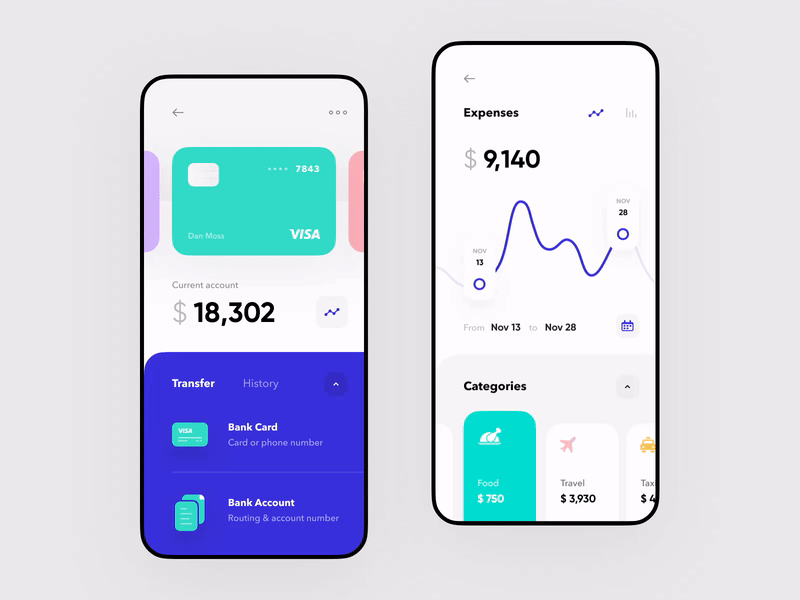 7843
Dan Moss
VISA
Current account
$ 18,302
Transfer
History
VISA
Bank Card
Card or phone number
Bank Account
Routing & account number
Expenses
$ 9,140
NOV
28
NOV
13
From Nov 13 to Nov 28
Categories
Food
$ 750
Travel
$ 3,930
Tax
$ 4